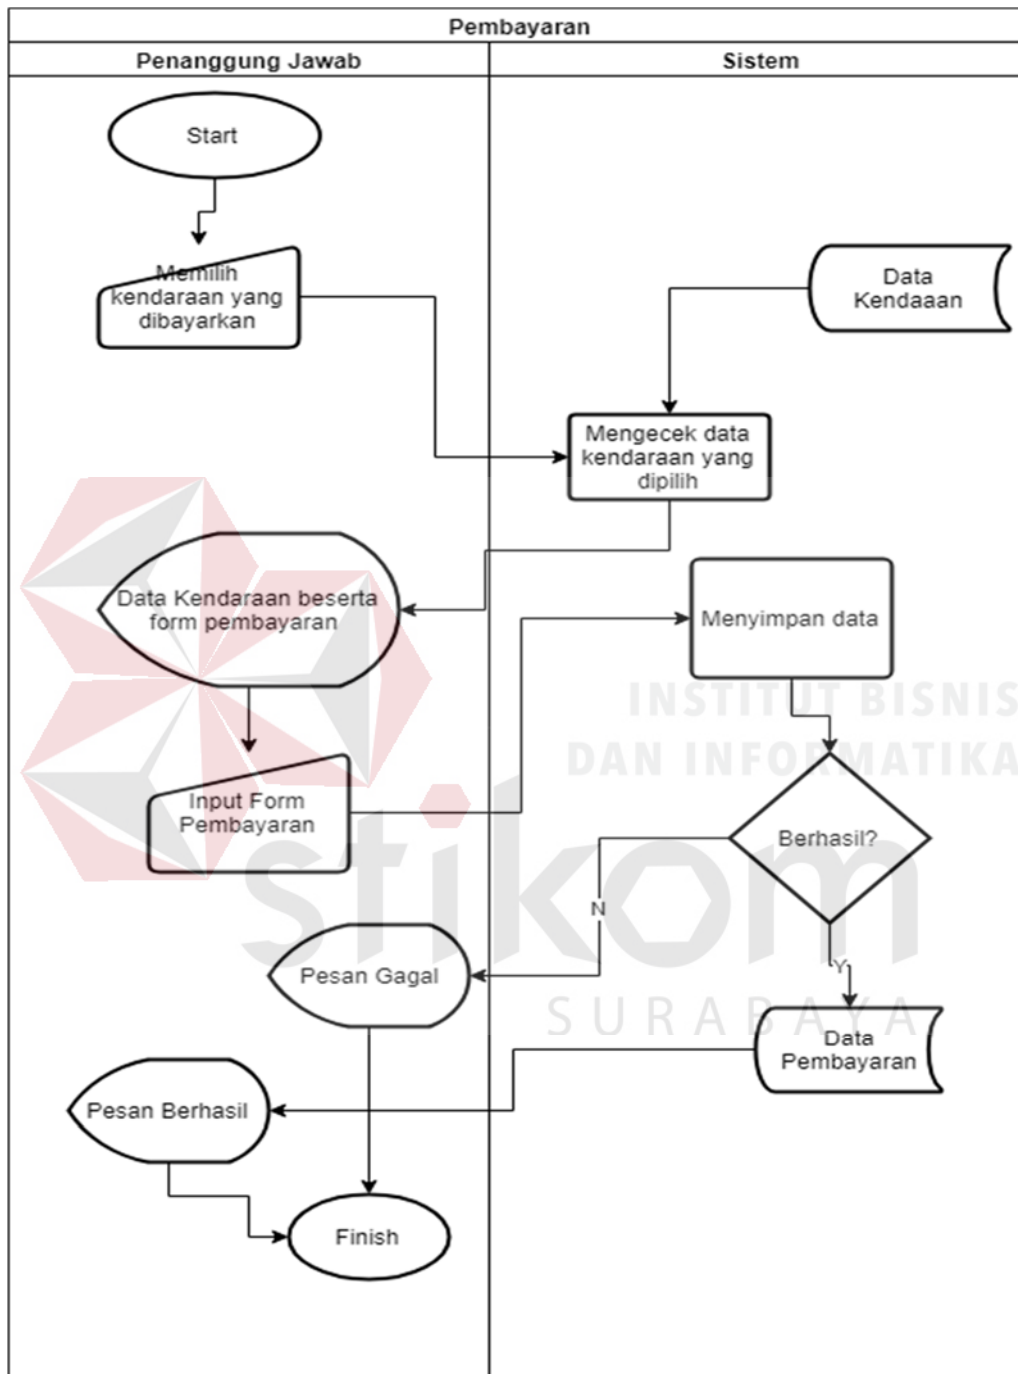 Pembayaran
Penanggung Jawab
Sistem
Start
Memilih
kendaraan yang
dibayarkan
Data
Kendaaan
Mengecek data
kendaraan yang
dipilih
Data Kendaraan beserta
form pembayaran
Menyimpan data
INSTITUT BISNIS
DAN INFORMATIKA
Input Form
Pembayaran
Berhasil?
stikom
N
Pesan Gagal
Y
SURABAYA
Data
Pembayaran
Pesan Berhasil
Finish